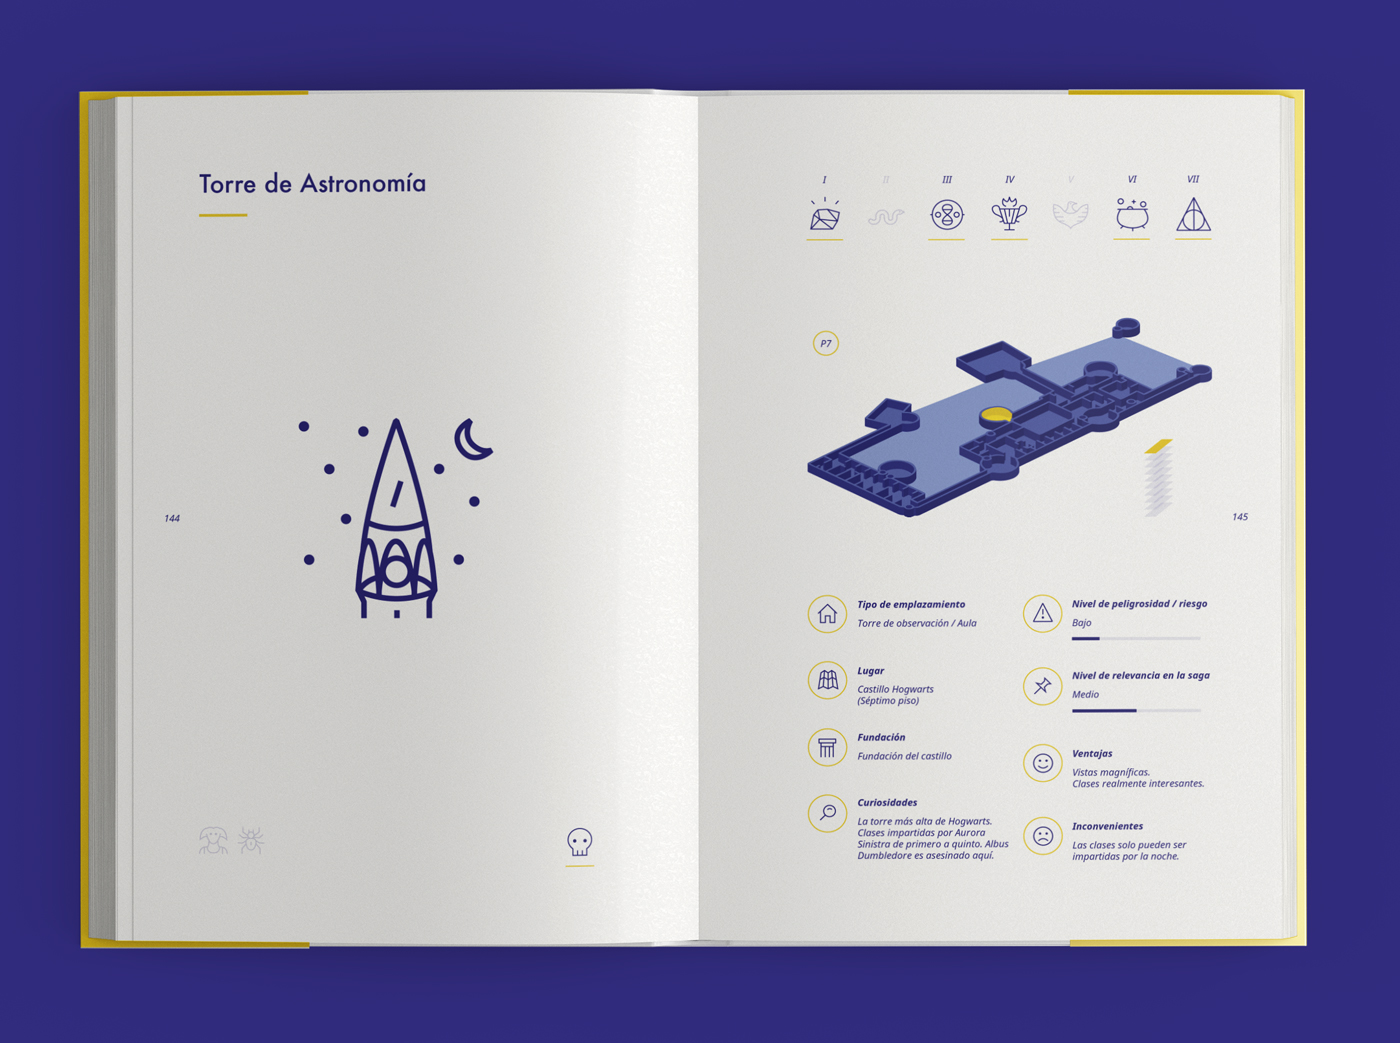 Torre de Astronomía
144
I II III IV V VI VII
P7
145
Tipo de emplazamiento
Torre de observación / Aula
Lugar
Castillo Hogwarts
(Séptimo piso)
Fundación
Fundación del castillo
Curiosidades
La torre más alta de Hogwarts.
Clases impartidas por Aurora
Sinistra de primero a quinto. Albus
Dumbledore es asesinado aquí.
Nivel de peligrosidad / riesgo
Bajo
Nivel de relevancia en la saga
Medio
Ventajas
Vistas magníficas.
Clases realmente interesantes.
Inconvenientes
Las clases solo pueden ser
impartidas por la noche.